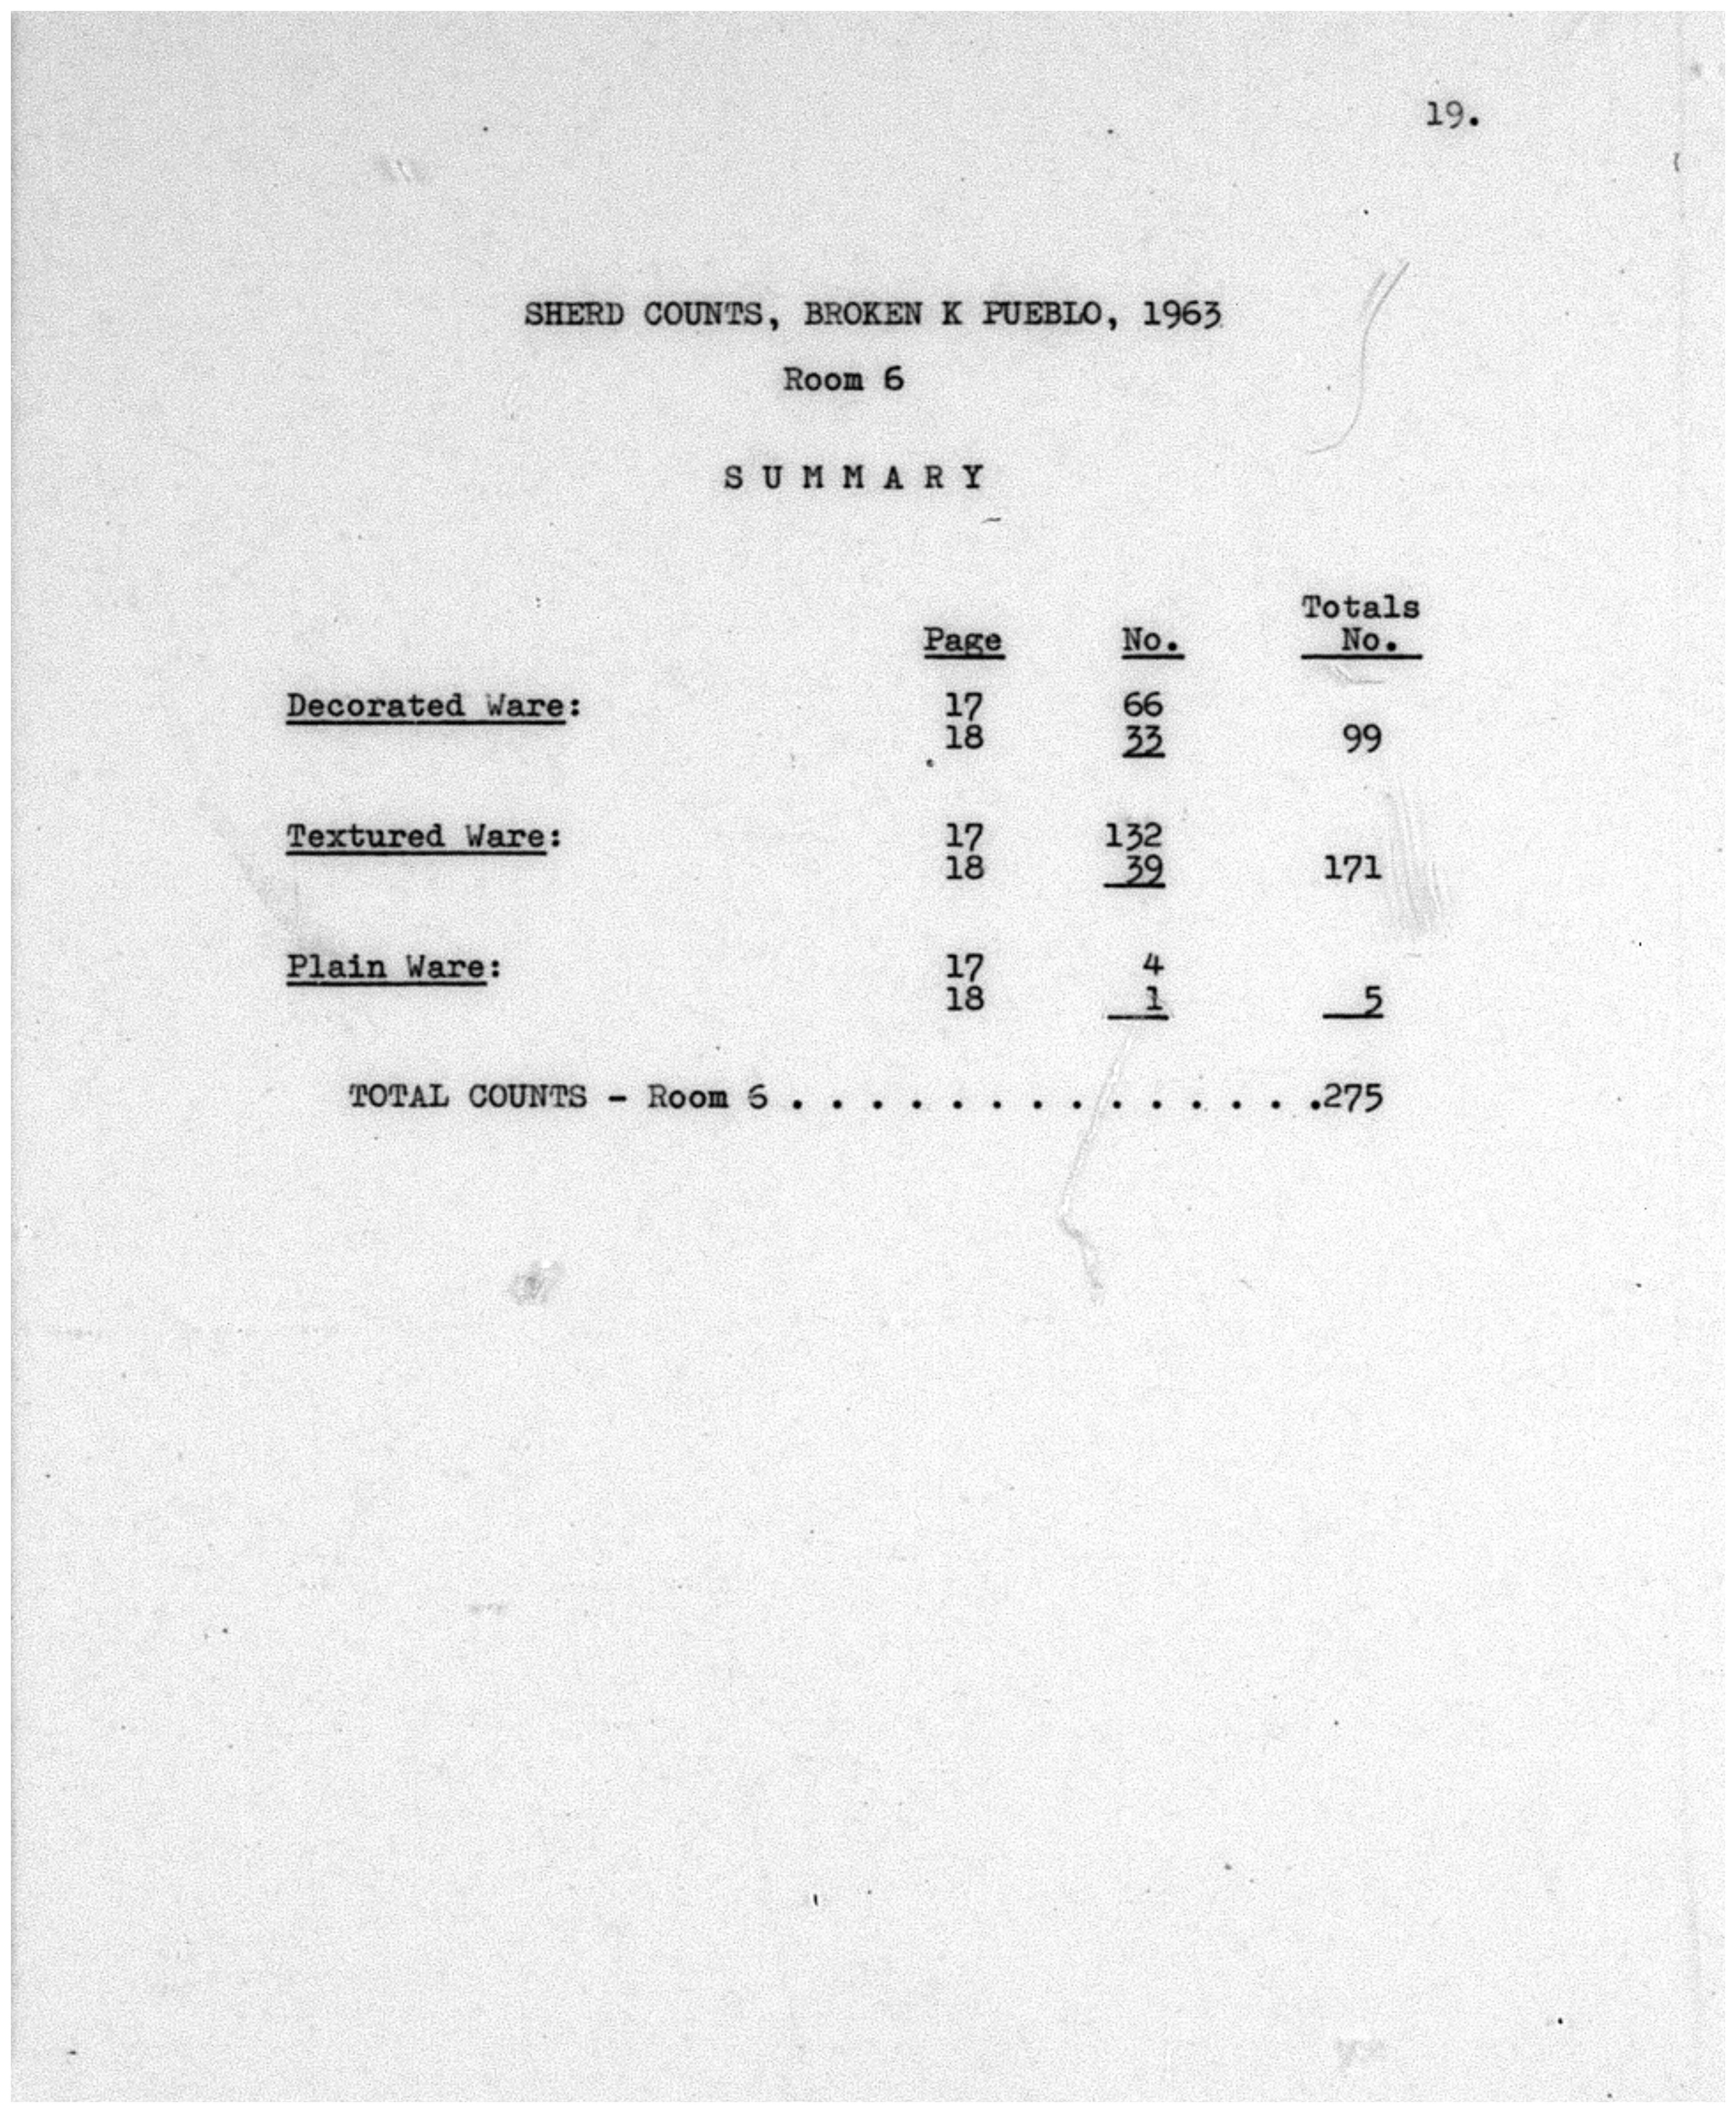 19.
SHERD COUNTS, BROKEN K PUEBLO, 1963
Room 6
S U M M A R Y
Totals
Page No. No.
Decorated Ware: 17 66
18 33 99
Textured Ware: 17 132
18 39 171
Plain Ware: 17 4
18 1 5
TOTAL COUNTS - Room 6 . . . . . . . . . . . . . .275